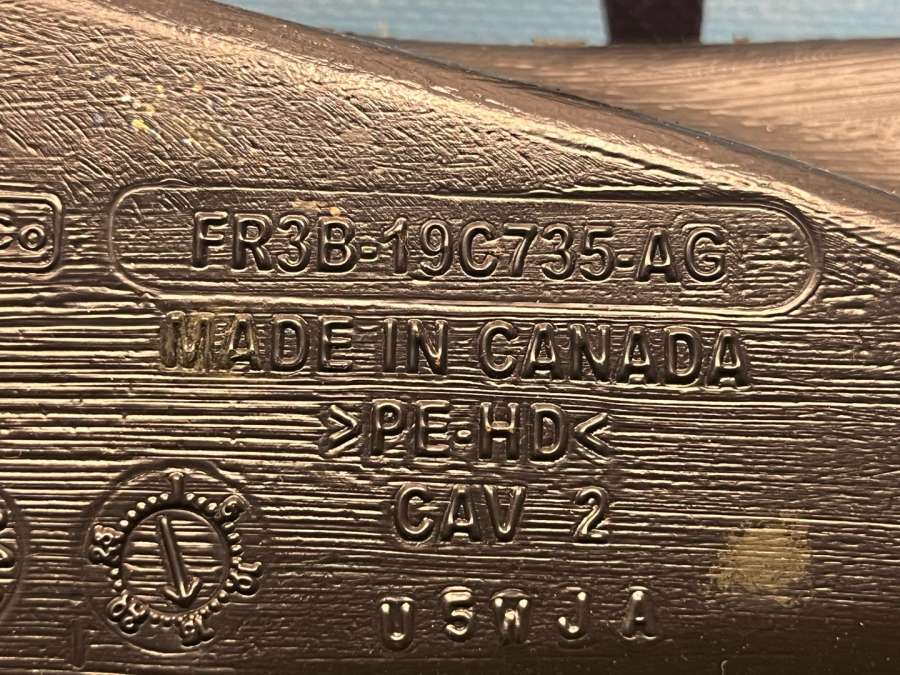 FR3B-19C735-AG
MADE IN CANADA
>PE-HD<
CAV 2
U5WJA